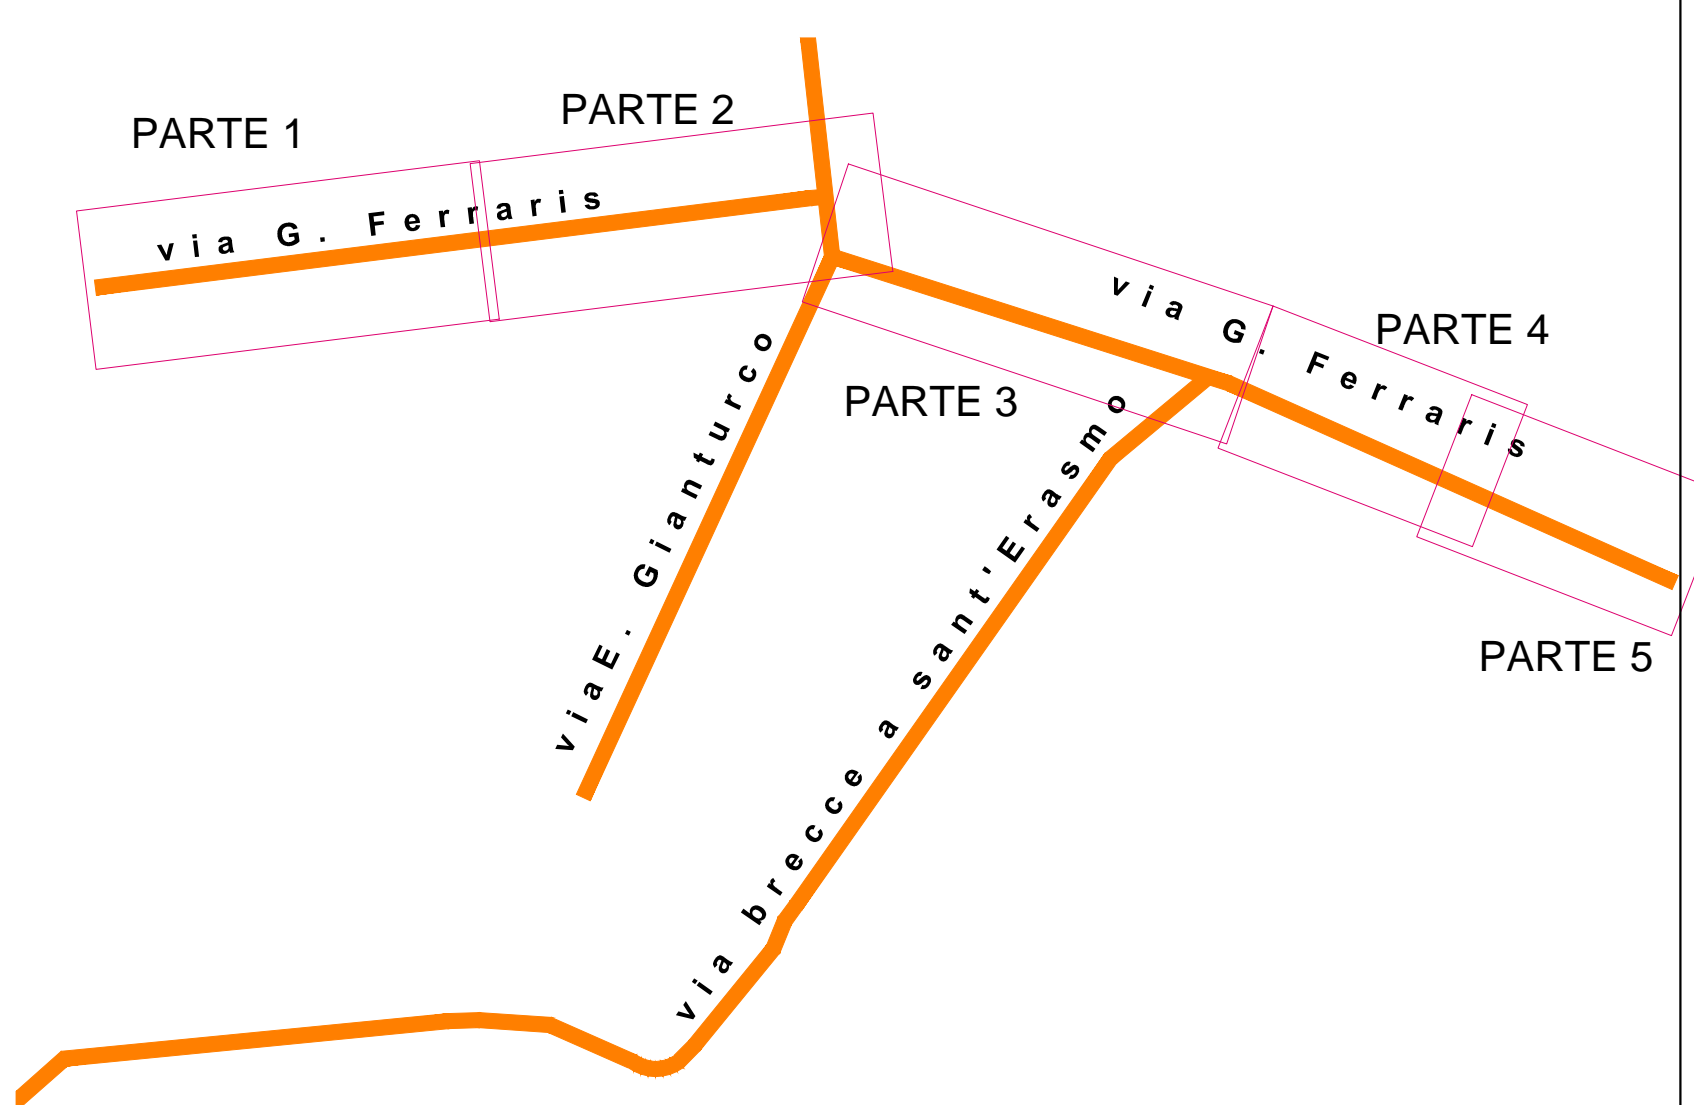 PARTE 1
PARTE 2
via G. Ferraris
via G. Ferraris
PARTE 4
PARTE 3
viaE. Gianturco
via brecce a sant'Erasmo
PARTE 5